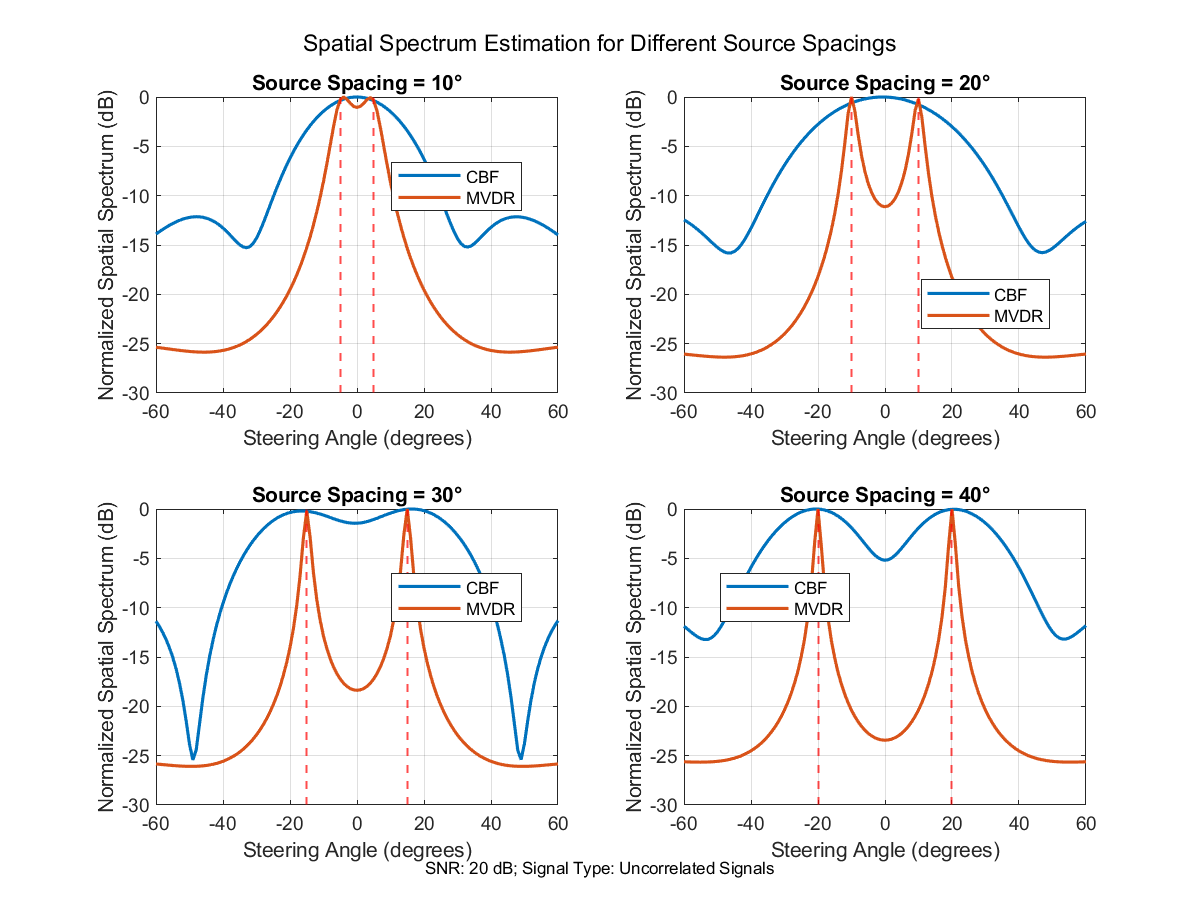 Spatial Spectrum Estimation for Different Source Spacings
Source Spacing = 10°
Normalized Spatial Spectrum (dB)
0
-5
-10
-15
-20
-25
-30
CBF
MVDR
-60 -40 -20 0 20 40 60
Steering Angle (degrees)
Source Spacing = 20°
Normalized Spatial Spectrum (dB)
0
-5
-10
-15
-20
-25
-30
CBF
MVDR
-60 -40 -20 0 20 40 60
Steering Angle (degrees)
Source Spacing = 30°
Normalized Spatial Spectrum (dB)
0
-5
-10
-15
-20
-25
-30
CBF
MVDR
-60 -40 -20 0 20 40 60
Steering Angle (degrees)
Source Spacing = 40°
Normalized Spatial Spectrum (dB)
0
-5
-10
-15
-20
-25
-30
CBF
MVDR
-60 -40 -20 0 20 40 60
Steering Angle (degrees)
SNR: 20 dB; Signal Type: Uncorrelated Signals